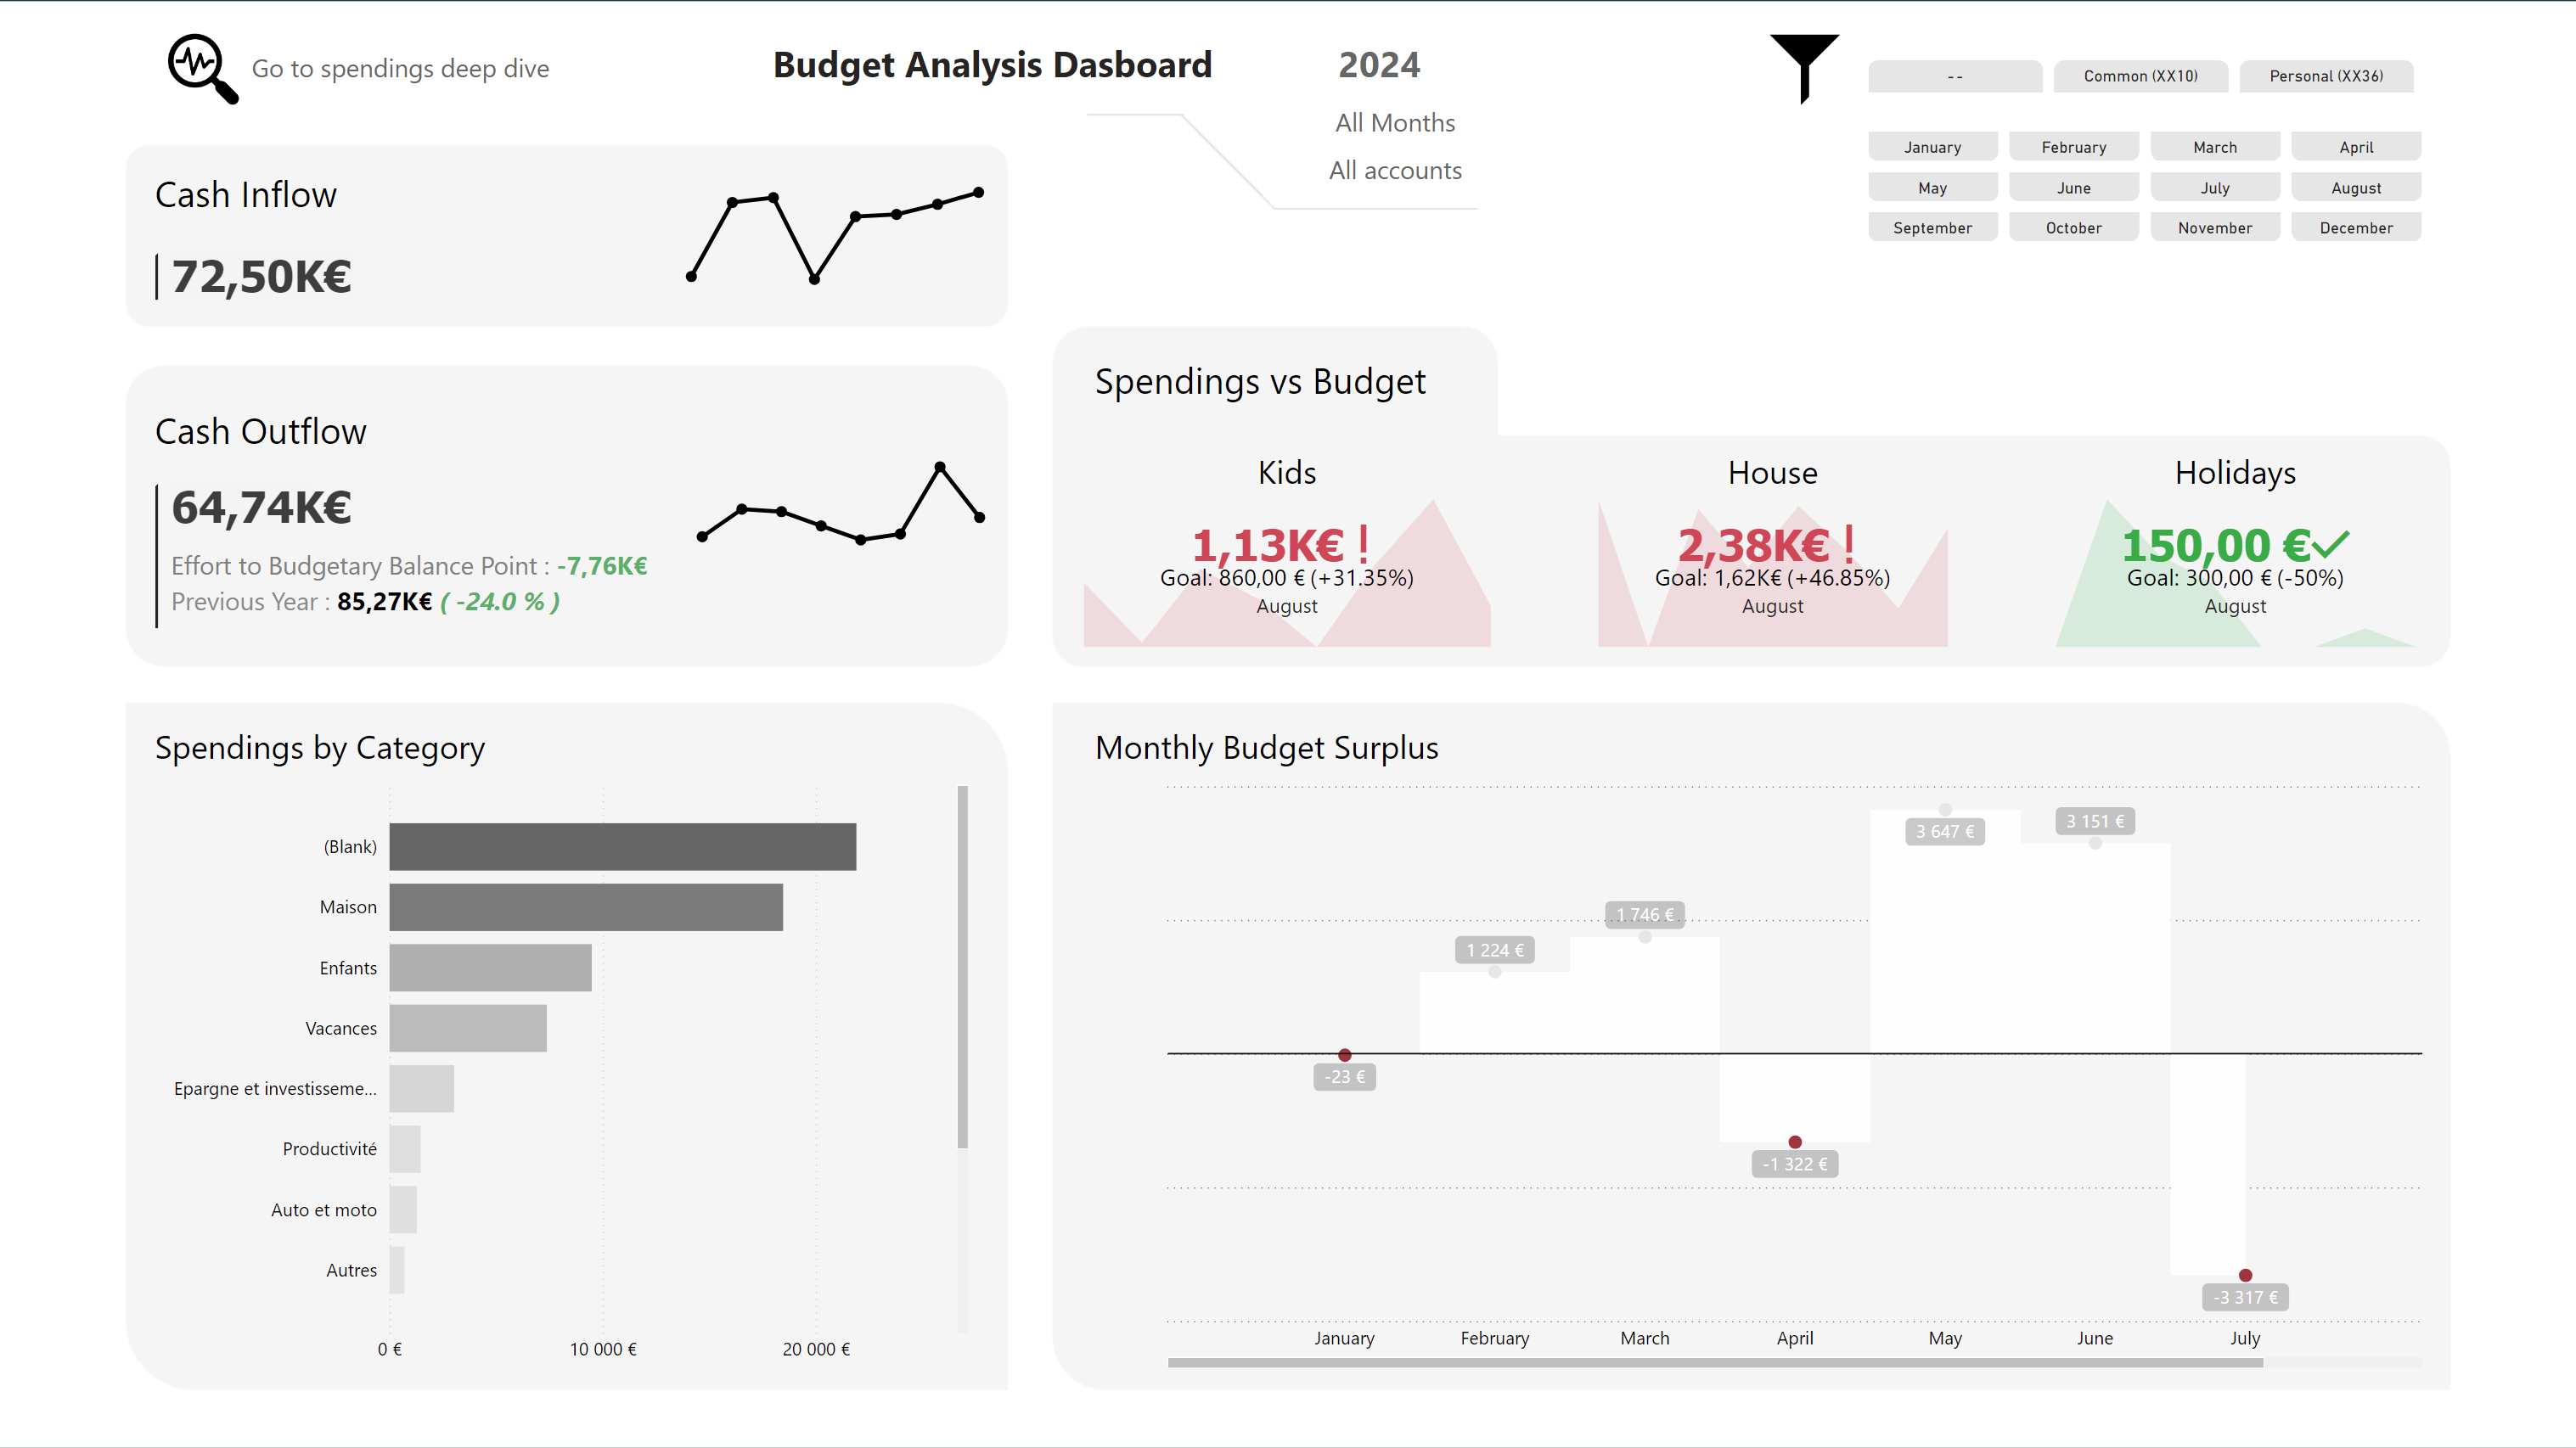 Go to spendings deep dive
Budget Analysis Dasboard
2024
All Months
All accounts
--
Common (XX10)
Personal (XX36)
January
February
March
April
May
June
July
August
September
October
November
December
Cash Inflow
72,50K€
Cash Outflow
64,74K€
Effort to Budgetary Balance Point : -7,76K€
Previous Year : 85,27K€ ( -24.0 % )
Spendings vs Budget
Kids
1,13K€ !
Goal: 860,00 € (+31.35%)
August
House
2,38K€ !
Goal: 1,62K€ (+46.85%)
August
Holidays
150,00 €
Goal: 300,00 € (-50%)
August
Spendings by Category
(Blank)
Maison
Enfants
Vacances
Epargne et investisseme...
Productivité
Auto et moto
Autres
0 €
10 000 €
20 000 €
Monthly Budget Surplus
-23 €
1 224 €
1 746 €
-1 322 €
3 647 €
3 151 €
-3 317 €
January
February
March
April
May
June
July